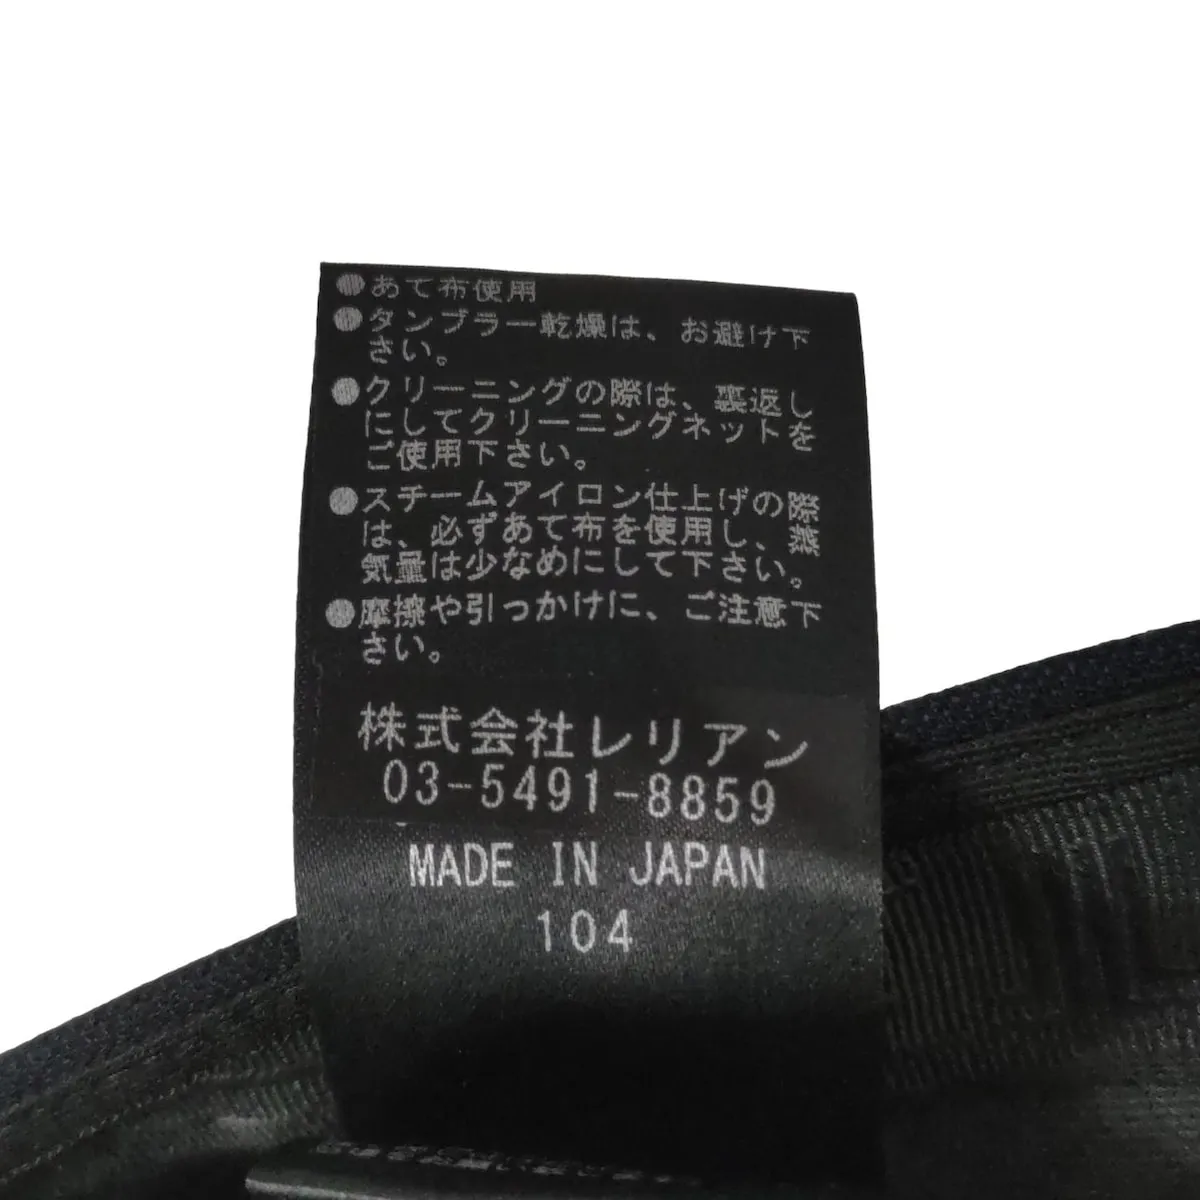 ●あて布使用
●タンブラー乾燥は、お避け下
さい。
●クリーニングの際は、裏返し
にしてクリーニングネットを
ご使用下さい。
●スチームアイロン仕上げの際
は、必ずあて布を使用し、蒸
気量は少なめにして下さい。
●摩擦や引っかけに、ご注意下
さい。
株式会社レリアン
03-5491-8859
MADE IN JAPAN
104